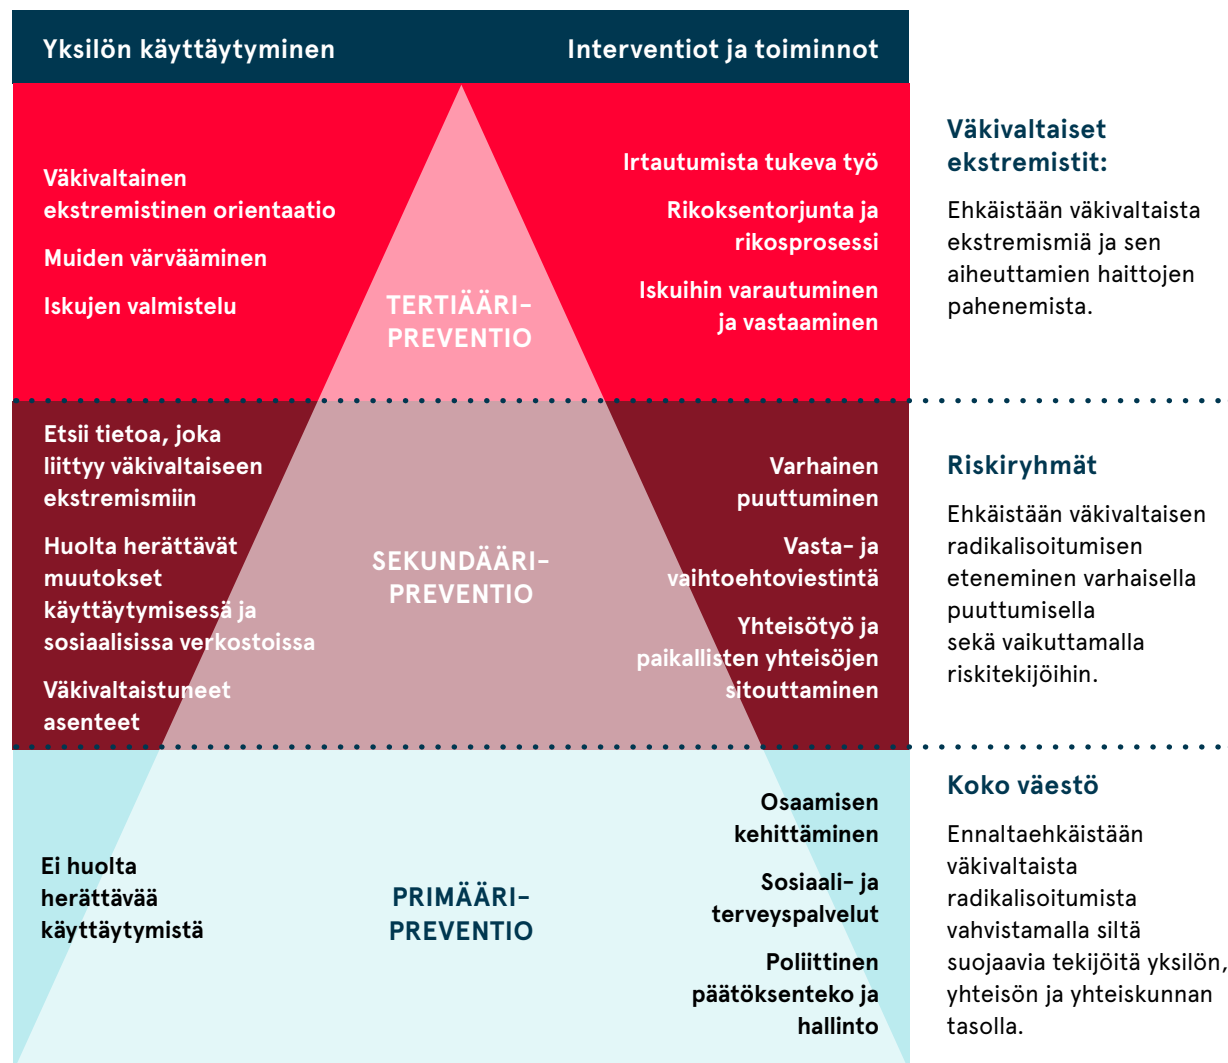 Yksilön käyttäytyminen
Interventiot ja toiminnot
Väkivaltainen
ekstremistinen orientaatio
Muiden värvääminen
Iskujen valmistelu
TERTIÄÄRI-
PREVENTIO
Irtautumista tukeva työ
Rikoksentorjunta ja
rikosprosessi
Iskuihin varautuminen
ja vastaaminen
Väkivaltaiset
ekstremistit:
Ehkäistään väkivaltaista
ekstremismiä ja sen
aiheuttamien haittojen
pahenemista.
Etsii tietoa, joka
liittyy väkivaltaiseen
ekstremismiin
Huolta herättävät
muutokset
käyttäytymisessä ja
sosiaalisissa verkostoissa
Väkivaltaistuneet
asenteet
SEKUNDÄÄRI-
PREVENTIO
Varhainen
puuttuminen
Vasta- ja
vaihtoehtoviestintä
Yhteisötyö ja
paikallisten yhteisöjen
sitouttaminen
Riskiryhmät
Ehkäistään väkivaltaisen
radikalisoitumisen
eteneminen varhaisella
puuttumisella
sekä vaikuttamalla
riskitekijöihin.
Ei huolta
herättävää
käyttäytymistä
PRIMÄÄRI-
PREVENTIO
Osaamisen
kehittäminen
Sosiaali- ja
terveyspalvelut
Poliittinen
päätöksenteko ja
hallinto
Koko väestö
Ennaltaehkäistään
väkivaltaista
radikalisoitumista
vahvistamalla siltä
suojaavia tekijöitä yksilön,
yhteisön ja yhteiskunnan
tasolla.